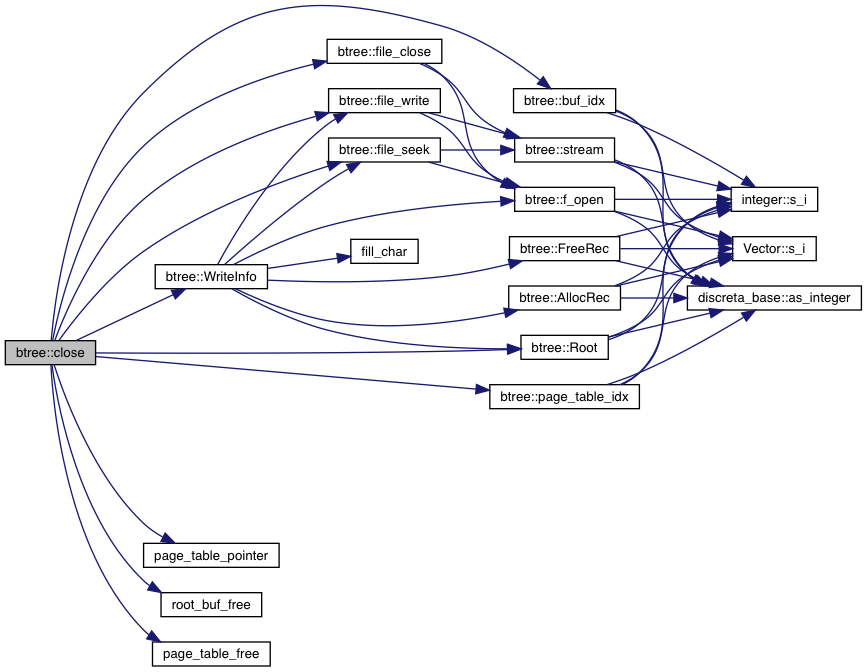 btree::file_close
btree::file_write
btree::buf_idx
btree::file_seek
btree::stream
btree::f_open
integer::s_i
fill_char
btree::FreeRec
Vector::s_i
btree::WriteInfo
btree::AllocRec
discreta_base::as_integer
btree::close
btree::Root
btree::page_table_idx
page_table_pointer
root_buf_free
page_table_free